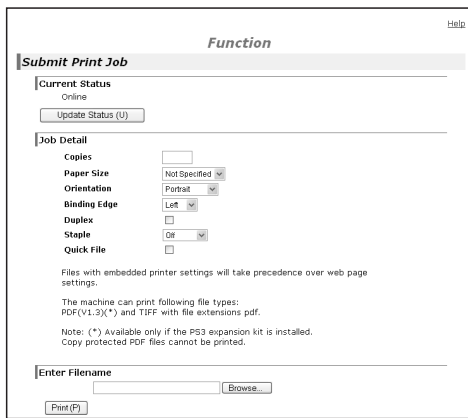 Help
Function
Submit Print Job
Current Status
Online
Update Status (U)
Job Detail
Copies
Paper Size Not Specified
Orientation Portrait
Binding Edge Left
Duplex
Staple Off
Quick File
Files with embedded printer settings will take precedence over web page
settings.
The machine can print following file types:
PDF(V1.3)(*) and TIFF with file extensions pdf.
Note: (*) Available only if the PS3 expansion kit is installed.
Copy protected PDF files cannot be printed.
Enter Filename
Browse...
Print(P)